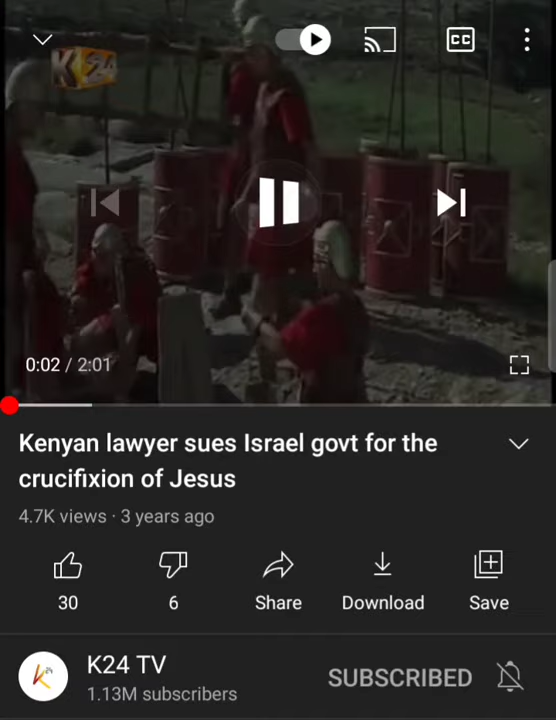 CC
K24
0:02 / 2:01
Kenyan lawyer sues Israel govt for the
crucifixion of Jesus
4.7K views · 3 years ago
30
6
Share
Download
Save
K24 TV
SUBSCRIBED
1.13M subscribers